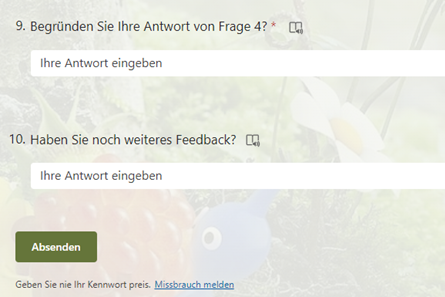 9. Begründen Sie Ihre Antwort von Frage 4? *
Ihre Antwort eingeben
10. Haben Sie noch weiteres Feedback?
Ihre Antwort eingeben
Absenden
Geben Sie nie Ihr Kennwort preis. Missbrauch melden